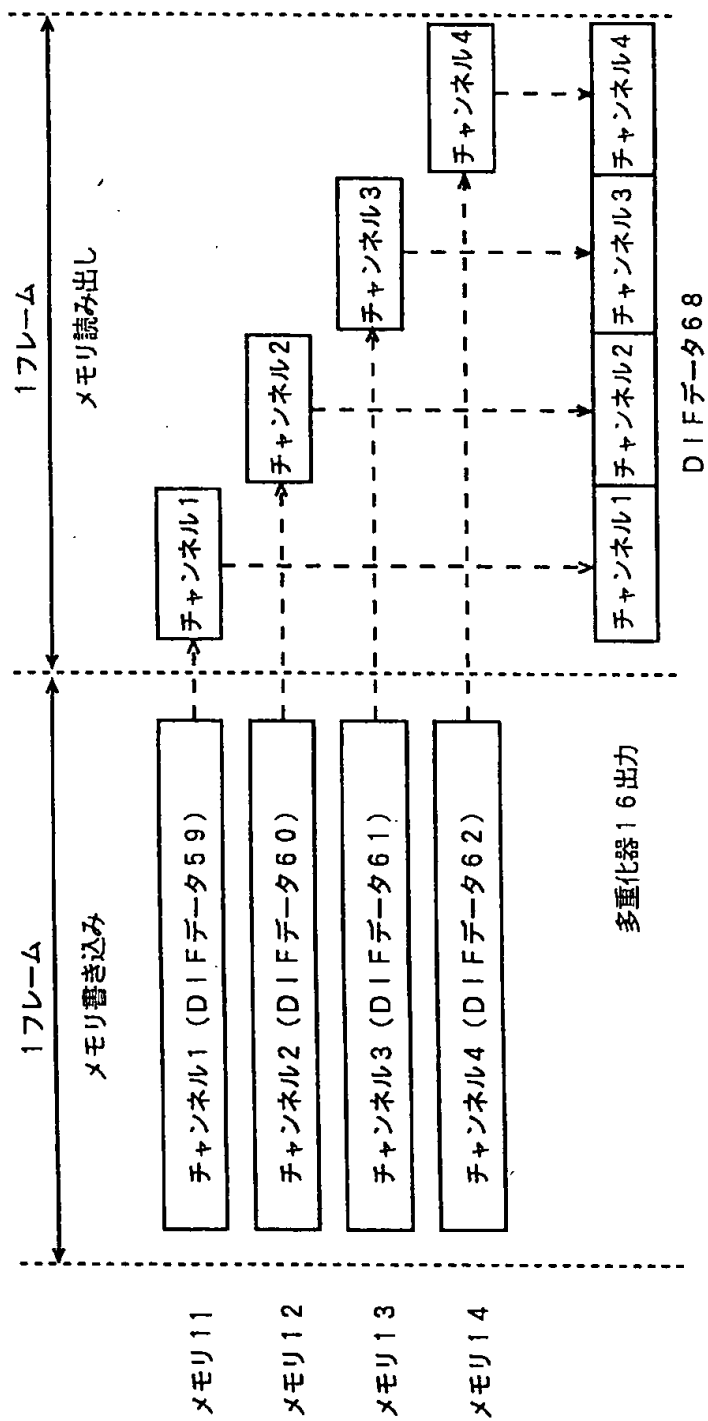 1フレーム
1フレーム
メモリ書き込み
メモリ読み出し
メモリ11
チャンネル1(DIFデータ59)
チャンネル1
メモリ12
チャンネル2(DIFデータ60)
チャンネル2
メモリ13
チャンネル3(DIFデータ61)
チャンネル3
メモリ14
チャンネル4(DIFデータ62)
チャンネル4
多重化器16出力
チャンネル1
チャンネル2
チャンネル3
チャンネル4
DIFデータ68